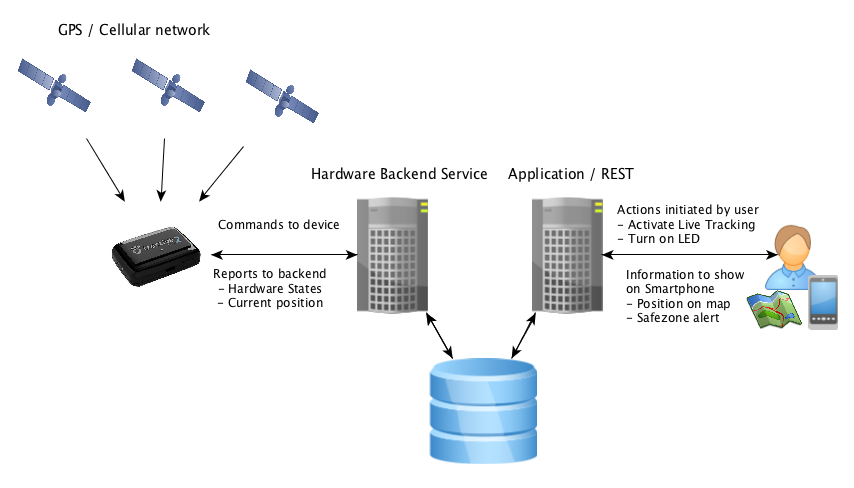 GPS / Cellular network
Hardware Backend Service
Application / REST
Commands to device
Reports to backend
- Hardware States
- Current position
Actions initiated by user
- Activate Live Tracking
- Turn on LED
Information to show
on Smartphone
- Position on map
- Safezone alert